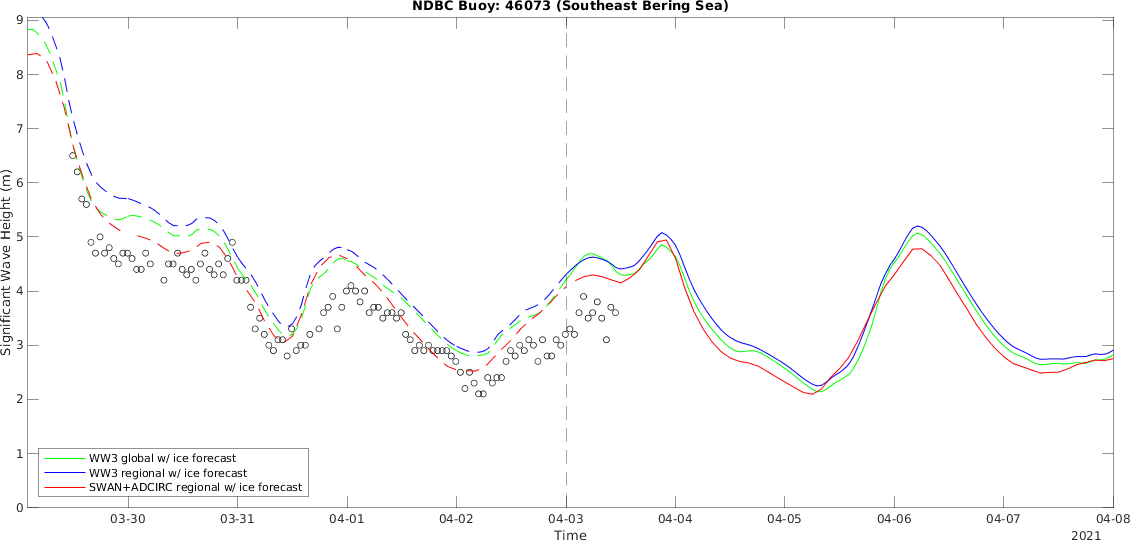 NDBC Buoy: 46073 (Southeast Bering Sea)
Significant Wave Height (m)
9
8
7
6
5
4
3
2
1
0
WW3 global w/ ice forecast
WW3 regional w/ ice forecast
SWAN+ADCIRC regional w/ ice forecast
03-30 03-31 04-01 04-02 04-03 04-04 04-05 04-06 04-07 04-08
Time
2021